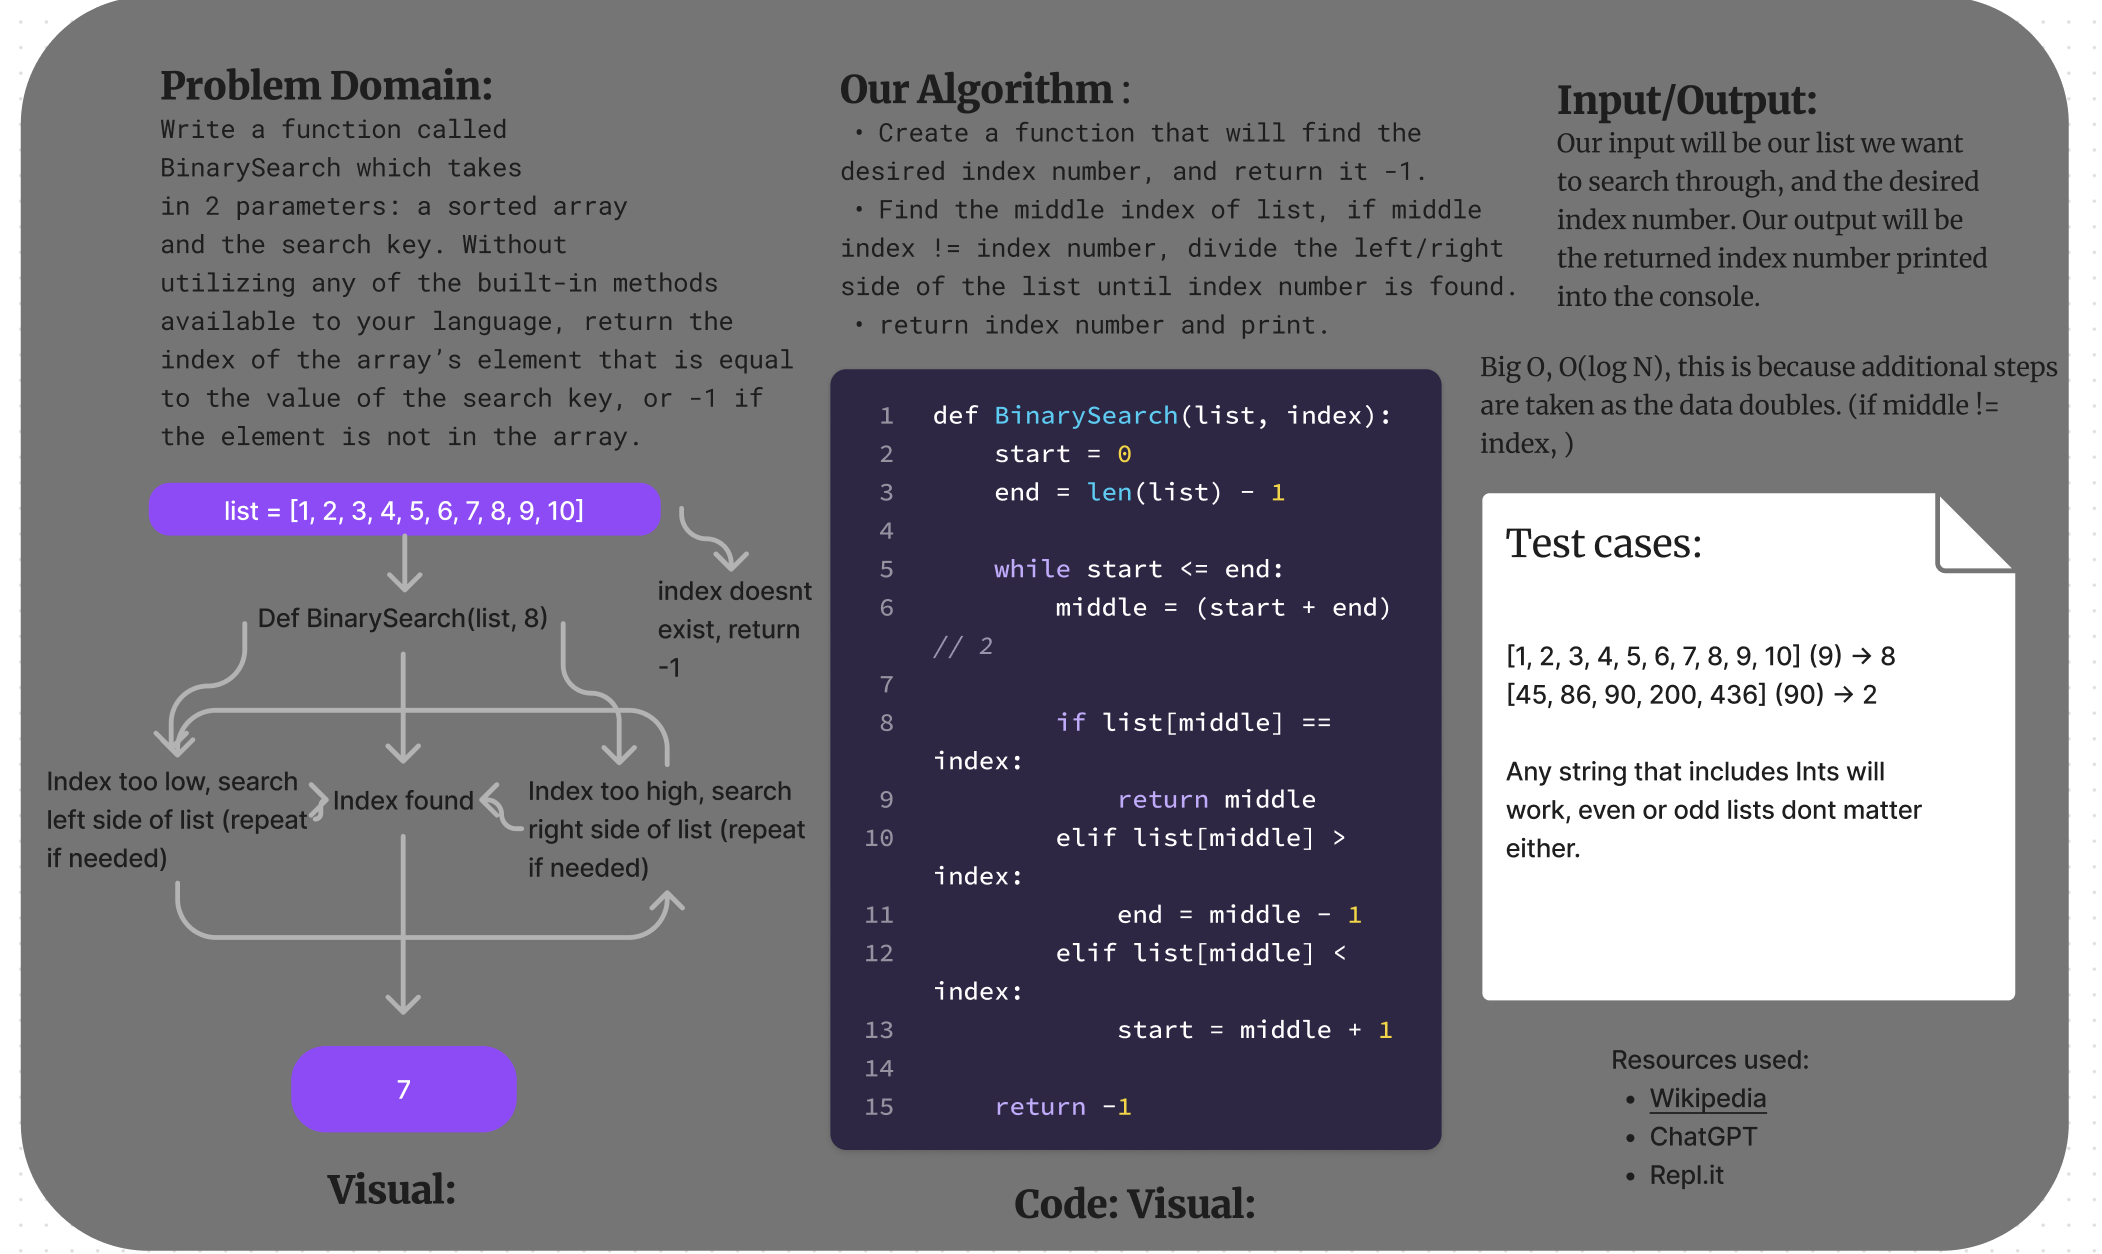 Problem Domain:
Write a function called
BinarySearch which takes
in 2 parameters: a sorted array
and the search key. Without
utilizing any of the built-in methods
available to your language, return the
index of the array’s element that is equal
to the value of the search key, or -1 if
the element is not in the array.
list = [1, 2, 3, 4, 5, 6, 7, 8, 9, 10]
index doesnt
exist, return
-1
Def BinarySearch(list, 8)
Index too low, search
left side of list (repeat
if needed)
Index found
Index too high, search
right side of list (repeat
if needed)
7
Visual:
Our Algorithm :
• Create a function that will find the
desired index number, and return it -1.
• Find the middle index of list, if middle
index != index number, divide the left/right
side of the list until index number is found.
• return index number and print.
1 def BinarySearch(list, index):
2 start = 0
3 end = len(list) - 1
4
5 while start <= end:
6 middle = (start + end)
// 2
7
8 if list[middle] ==
index:
9 return middle
10 elif list[middle] >
index:
11 end = middle - 1
12 elif list[middle] <
index:
13 start = middle + 1
14
15 return -1
Code: Visual:
Input/Output:
Our input will be our list we want
to search through, and the desired
index number. Our output will be
the returned index number printed
into the console.
Big O, O(log N), this is because additional steps
are taken as the data doubles. (if middle !=
index, )
Test cases:
[1, 2, 3, 4, 5, 6, 7, 8, 9, 10] (9) → 8
[45, 86, 90, 200, 436] (90) → 2
Any string that includes Ints will
work, even or odd lists dont matter
either.
Resources used:
• Wikipedia
• ChatGPT
• Repl.it